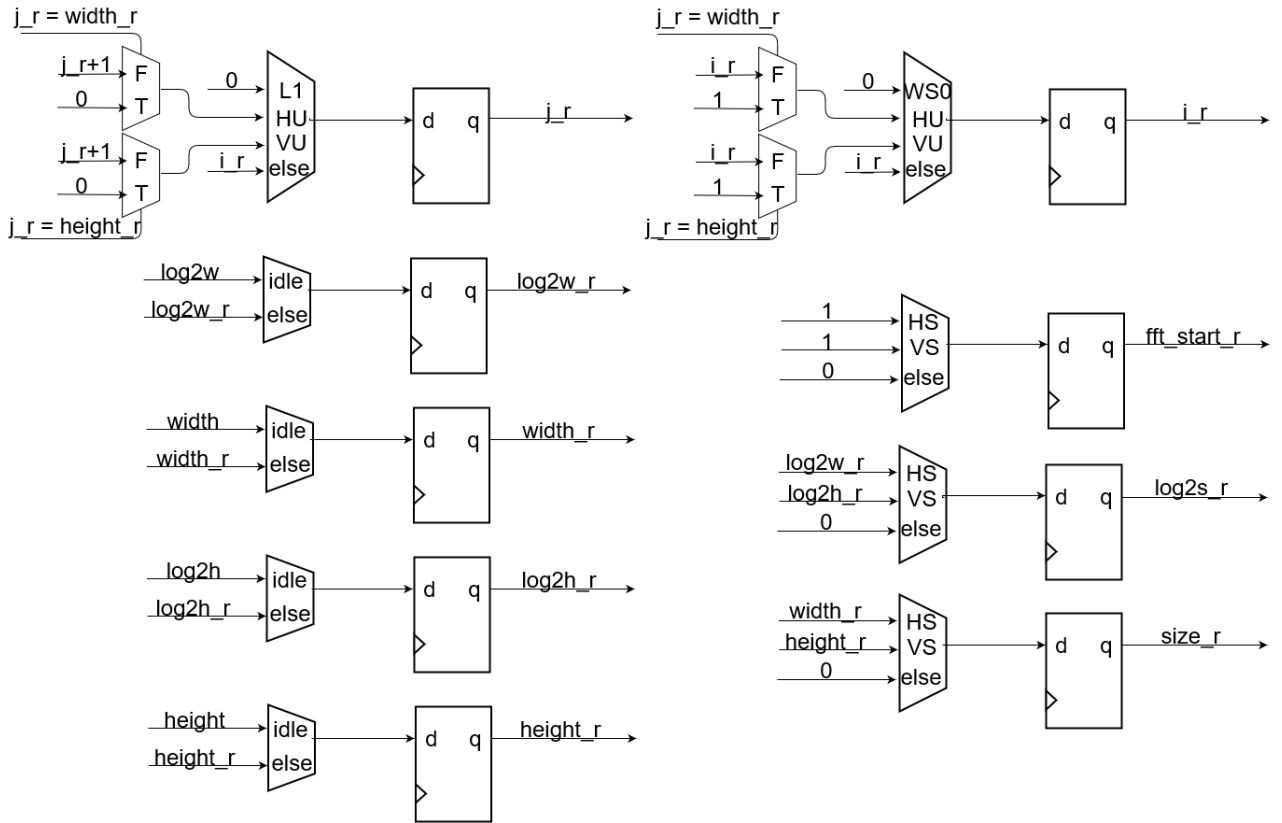 j_r = width_r
j_r+1
F
0
T
j_r+1
F
0
T
j_r = height_r
0
L1
HU
VU
i_r
else
d
q
j_r
j_r = width_r
i_r
F
1
T
i_r
F
1
T
j_r = height_r
0
WS0
HU
VU
i_r
else
d
q
i_r
log2w
idle
log2w_r
else
d
q
log2w_r
width
idle
width_r
else
d
q
width_r
log2h
idle
log2h_r
else
d
q
log2h_r
height
idle
height_r
else
d
q
height_r
1
HS
1
VS
0
else
d
q
fft_start_r
log2w_r
HS
log2h_r
VS
0
else
d
q
log2s_r
width_r
HS
height_r
VS
0
else
d
q
size_r